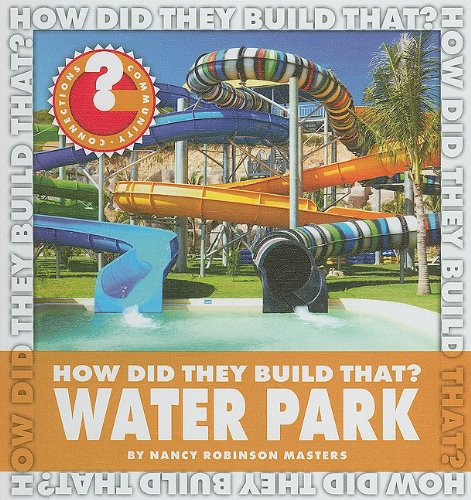 HOW DID THEY BUILD THAT?
HOW DID THEY BUILD THAT?
HOW DID THEY BUILD THAT?
COMMUNITY CONNECTIONS
?
HOW DID THEY BUILD THAT?
WATER PARK
BY NANCY ROBINSON MASTERS
HOW DID THEY BUILD THAT?